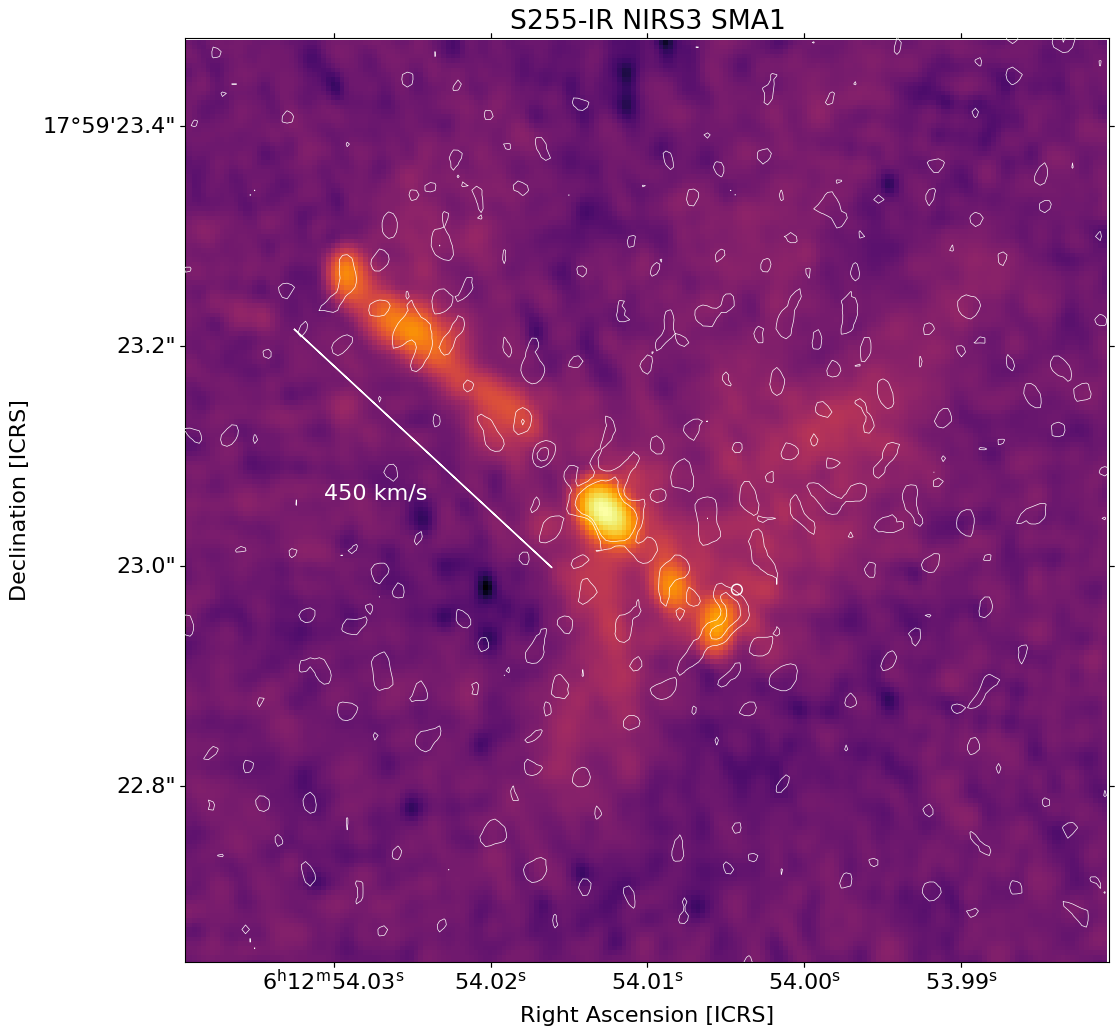 S255-IR NIRS3 SMA1
17°59'23.4"
23.2"
450 km/s
23.0"
22.8"
6ʰ12ᵐ54.03ˢ 54.02ˢ 54.01ˢ 54.00ˢ 53.99ˢ
Right Ascension [ICRS]
Declination [ICRS]